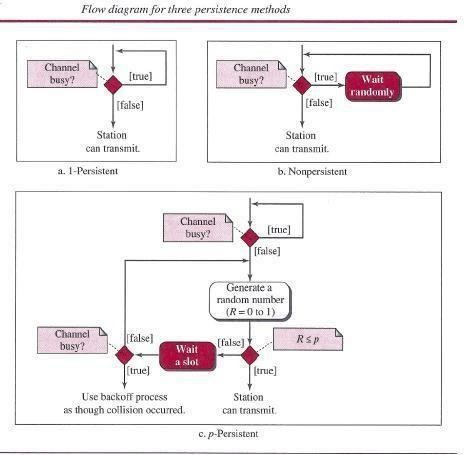 Flow diagram for three persistence methods
Channel
busy?
[true]
[false]
Station
can transmit.
a. 1-Persistent
Channel
busy?
[true]
Wait
randomly
[false]
Station
can transmit.
b. Nonpersistent
Channel
busy?
[true]
[false]
Generate a
random number
(R = 0 to 1)
Channel
busy?
[false]
Wait
a slot
[false]
R ≤ p
[true]
[true]
Use backoff process
as though collision occurred.
Station
can transmit.
c. p-Persistent